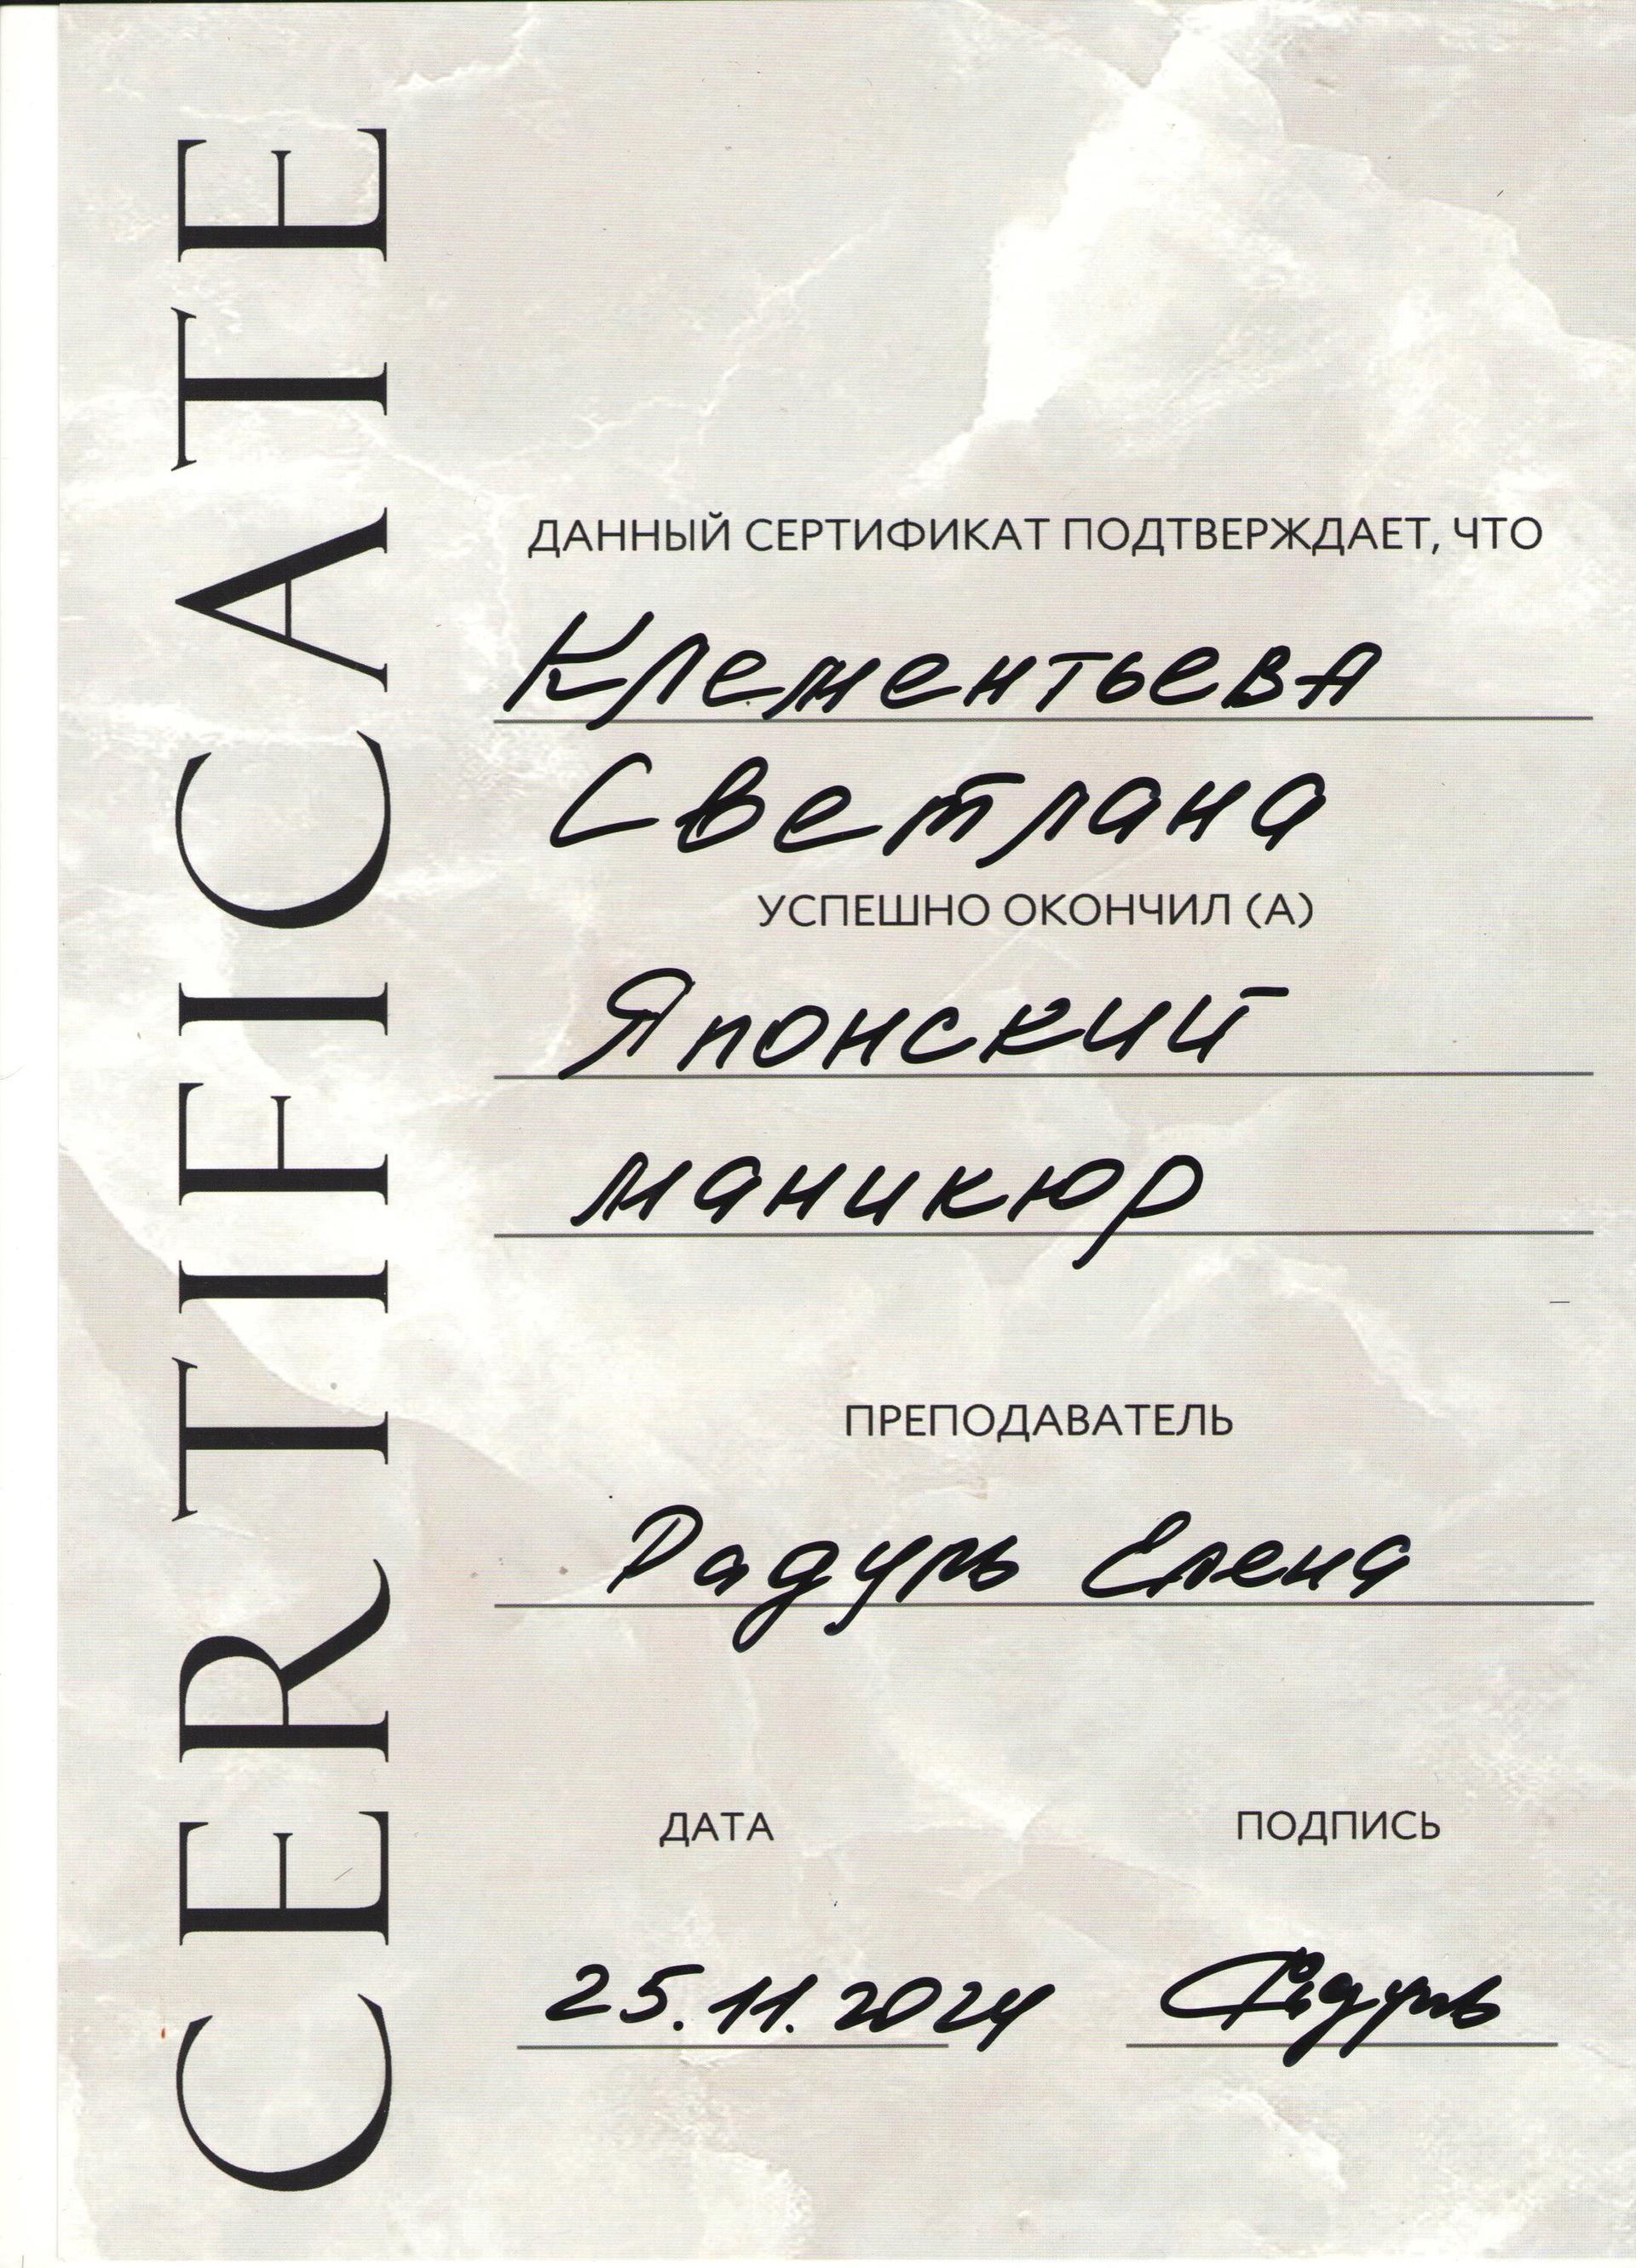 CERTIFICATE
ДАННЫЙ СЕРТИФИКАТ ПОДТВЕРЖДАЕТ, ЧТО
Клементьева
Светлана
УСПЕШНО ОКОНЧИЛ (А)
Японский
маникюр
ПРЕПОДАВАТЕЛЬ
Радуль Елена
ДАТА
ПОДПИСЬ
25.11.2024
Радуль